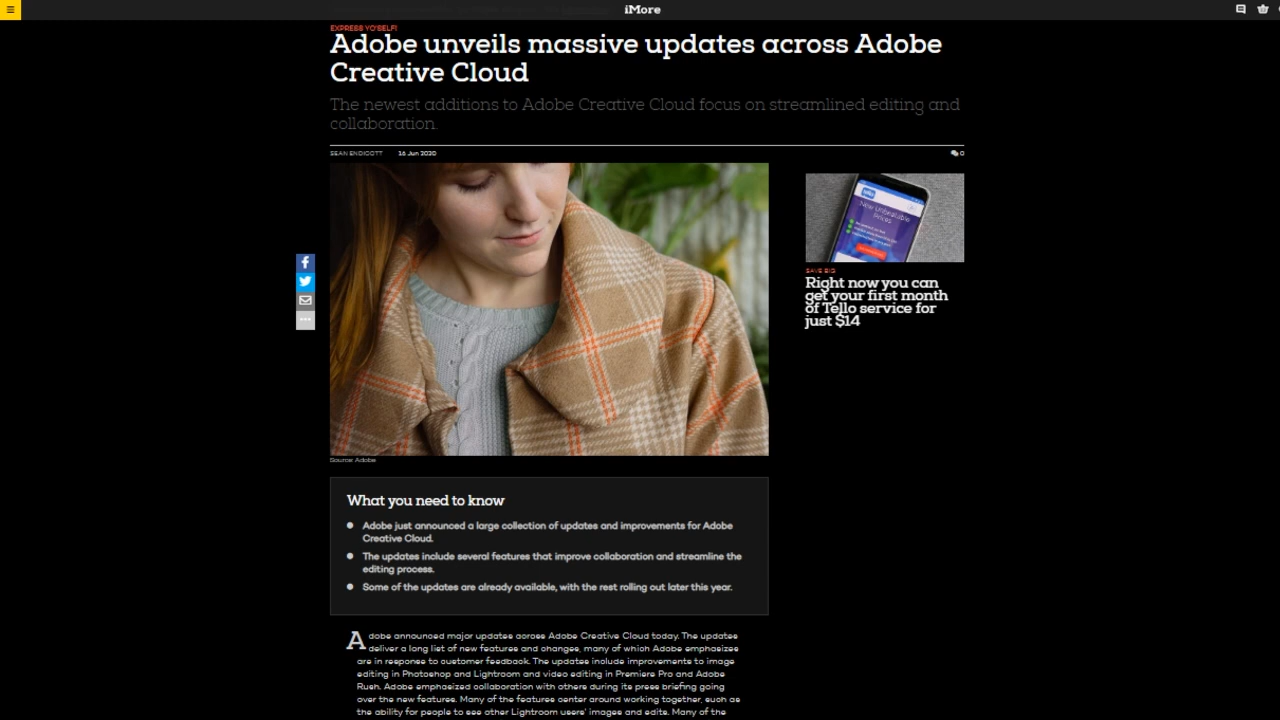 iMore
EXPRESS YO'SELF!
Adobe unveils massive updates across Adobe
Creative Cloud
The newest additions to Adobe Creative Cloud focus on streamlined editing and
collaboration.
SEAN ENDICOTT 16 Jun 2020
0
Source: Adobe
New Unbeatable
Prices
SAVE BIG
Right now you can
get your first month
of Tello service for
just $14
What you need to know
Adobe just announced a large collection of updates and improvements for Adobe
Creative Cloud.
The updates include several features that improve collaboration and streamline the
editing process.
Some of the updates are already available, with the rest rolling out later this year.
Adobe announced major updates across Adobe Creative Cloud today. The updates
deliver a long list of new features and changes, many of which Adobe emphasizes
are in response to customer feedback. The updates include improvements to image
editing in Photoshop and Lightroom and video editing in Premiere Pro and Adobe
Rush. Adobe emphasized collaboration with others during its press briefing going
over the new features. Many of the features center around working together, such as
the ability for people to see other Lightroom users' images and edits. Many of the